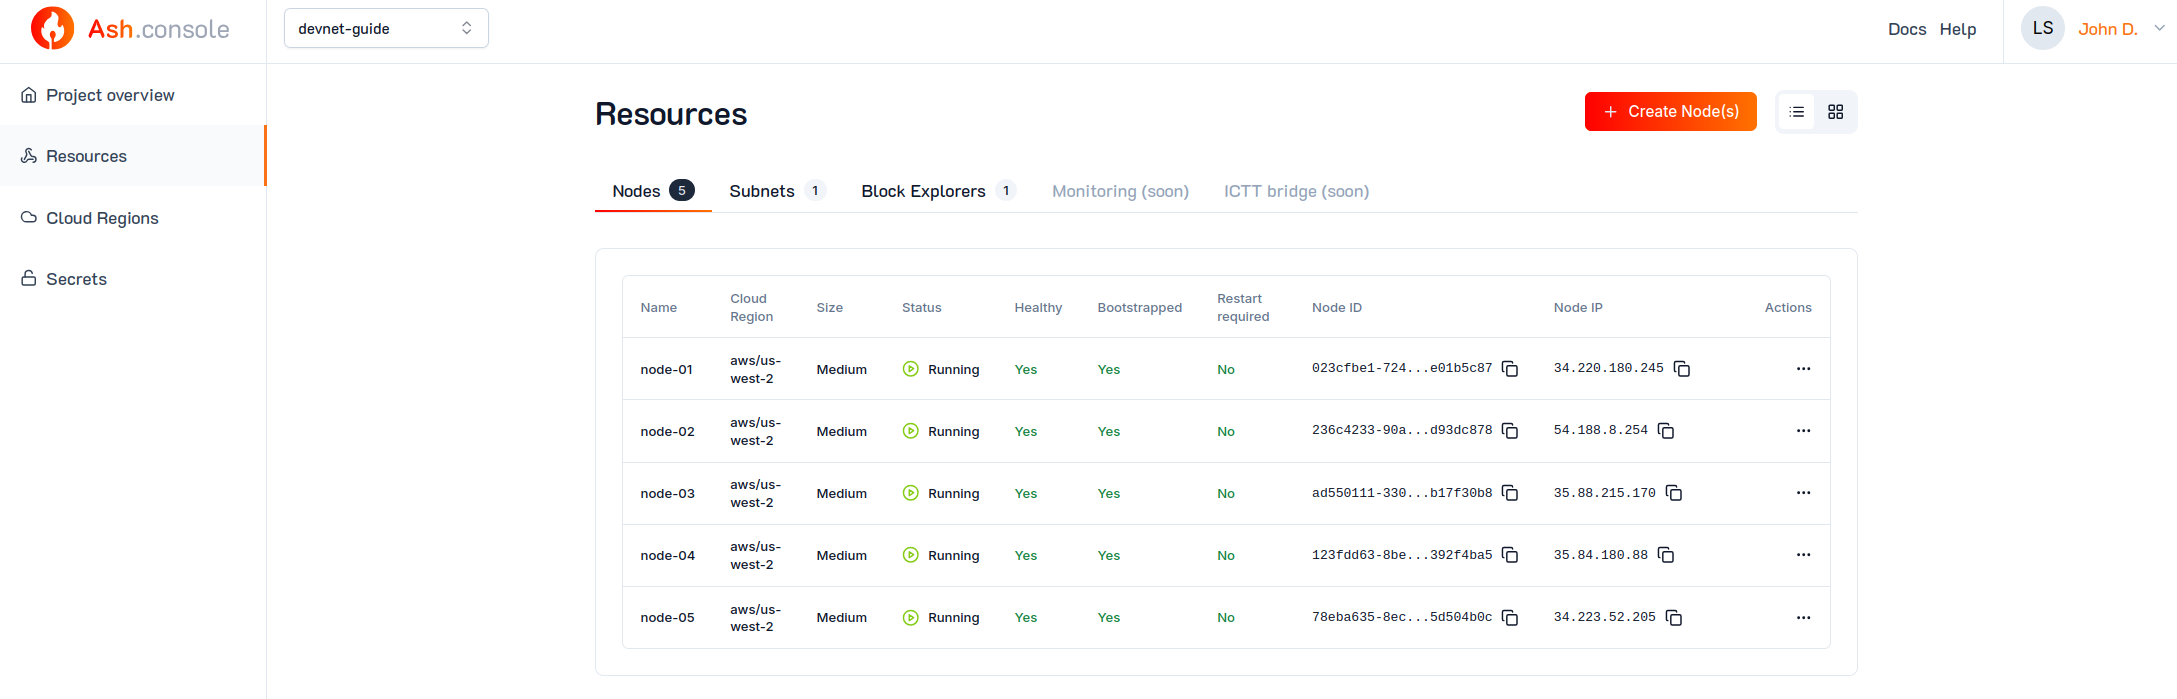 Ash.console
devnet-guide
Docs Help
LS John D.
Project overview
Resources
Cloud Regions
Secrets
Resources
+ Create Node(s)
Nodes 5 Subnets 1 Block Explorers 1 Monitoring (soon) ICTT bridge (soon)
Name Cloud Region Size Status Healthy Bootstrapped Restart required Node ID Node IP Actions
node-01 aws/us-west-2 Medium Running Yes Yes No 023cfbe1-724...e01b5c87 34.220.180.245 ...
node-02 aws/us-west-2 Medium Running Yes Yes No 236c4233-90a...d93dc878 54.188.8.254 ...
node-03 aws/us-west-2 Medium Running Yes Yes No ad550111-330...b17f30b8 35.88.215.170 ...
node-04 aws/us-west-2 Medium Running Yes Yes No 123fdd63-8be...392f4ba5 35.84.180.88 ...
node-05 aws/us-west-2 Medium Running Yes Yes No 78eba635-8ec...5d504b0c 34.223.52.205 ...